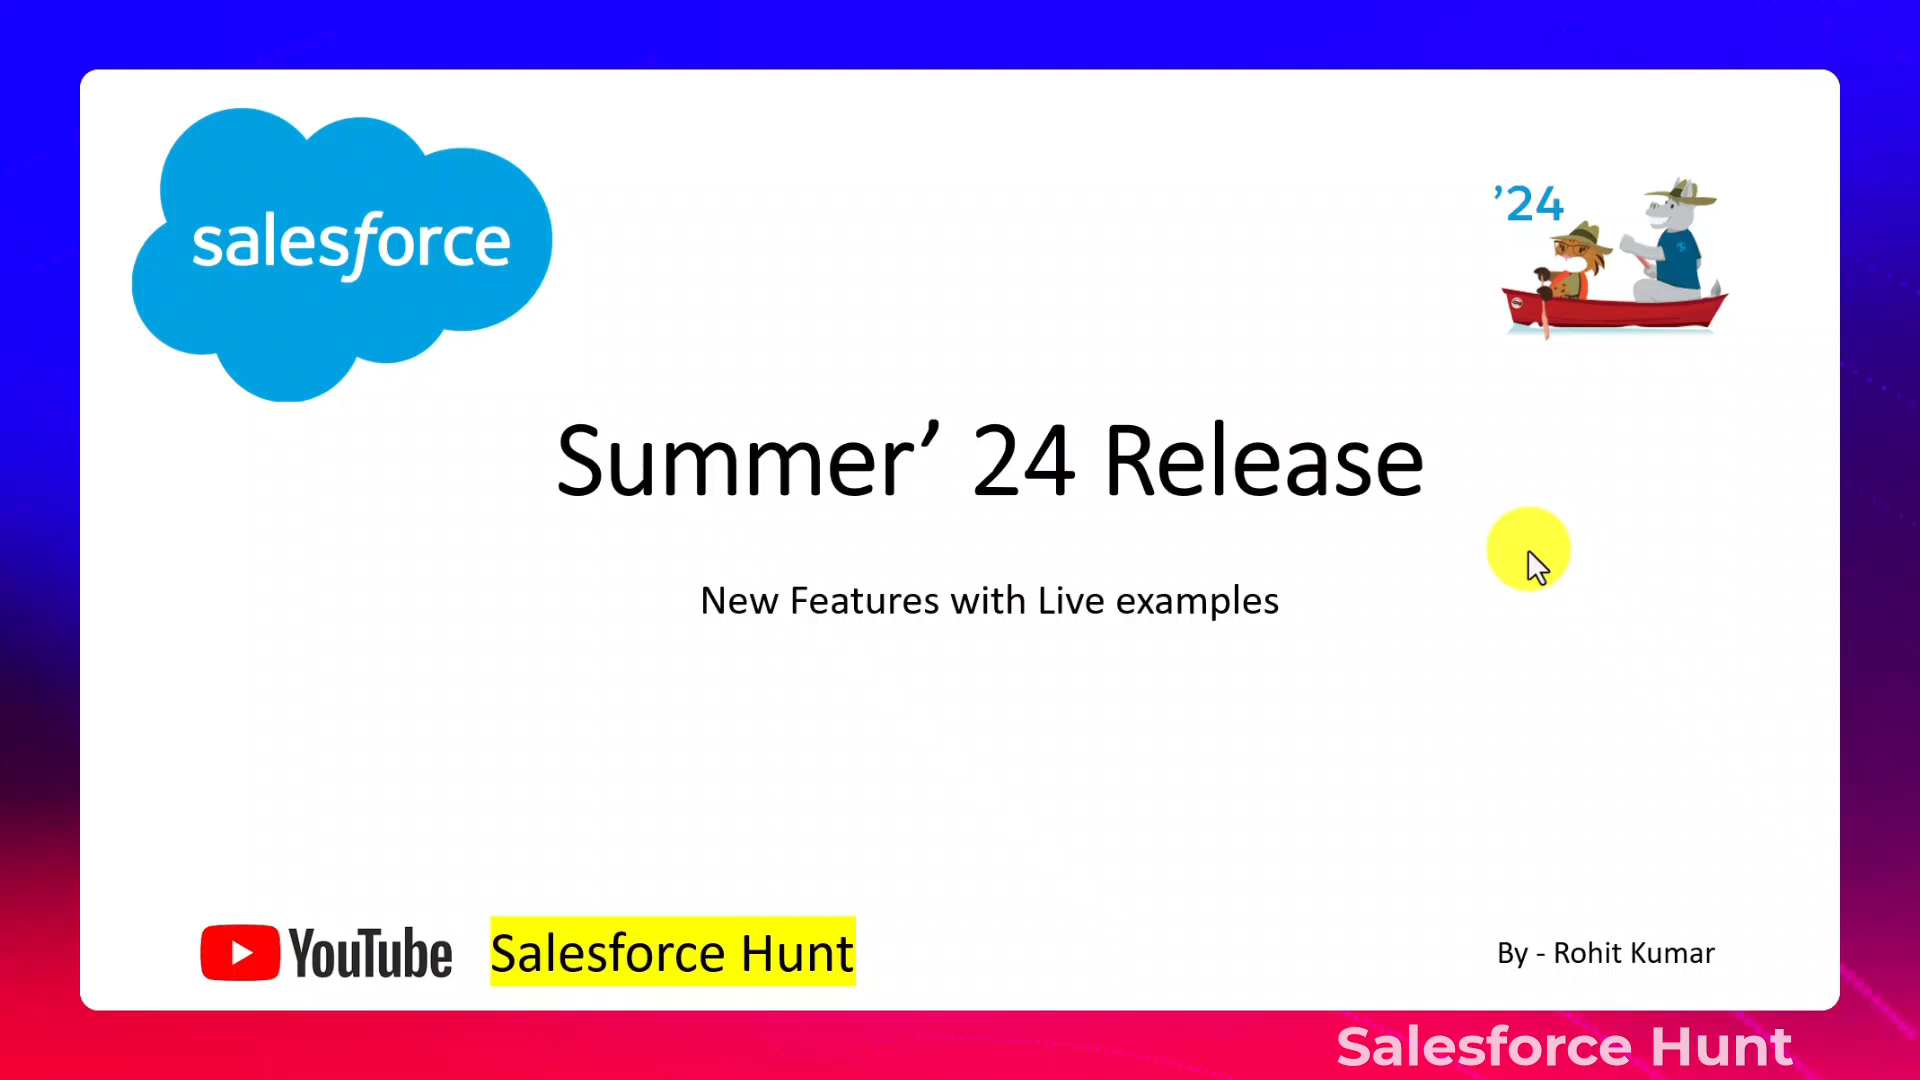 salesforce
’24
Summer’ 24 Release
New Features with Live examples
YouTube
Salesforce Hunt
By - Rohit Kumar
Salesforce Hunt